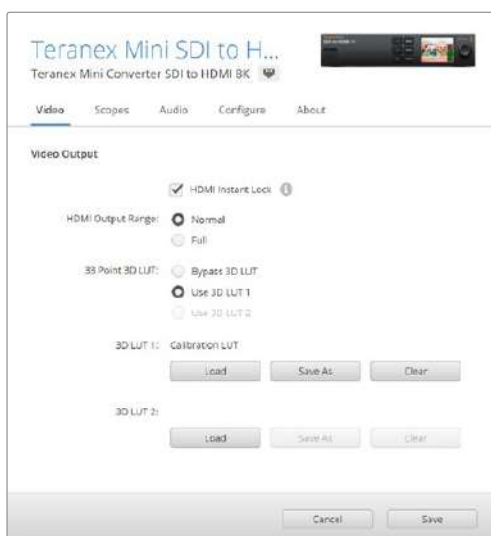 Teranex Mini SDI to H...
Teranex Mini Converter SDI to HDMI 8K
Video Scopes Audio Configure About
Video Output
HDMI Instant Lock
HDMI Output Range: Normal
Full
33 Point 3D LUT: Bypass 3D LUT
Use 3D LUT 1
Use 3D LUT 2
3D LUT 1: Calibration LUT
Load Save As Clear
3D LUT 2:
Load Save As Clear
Cancel Save